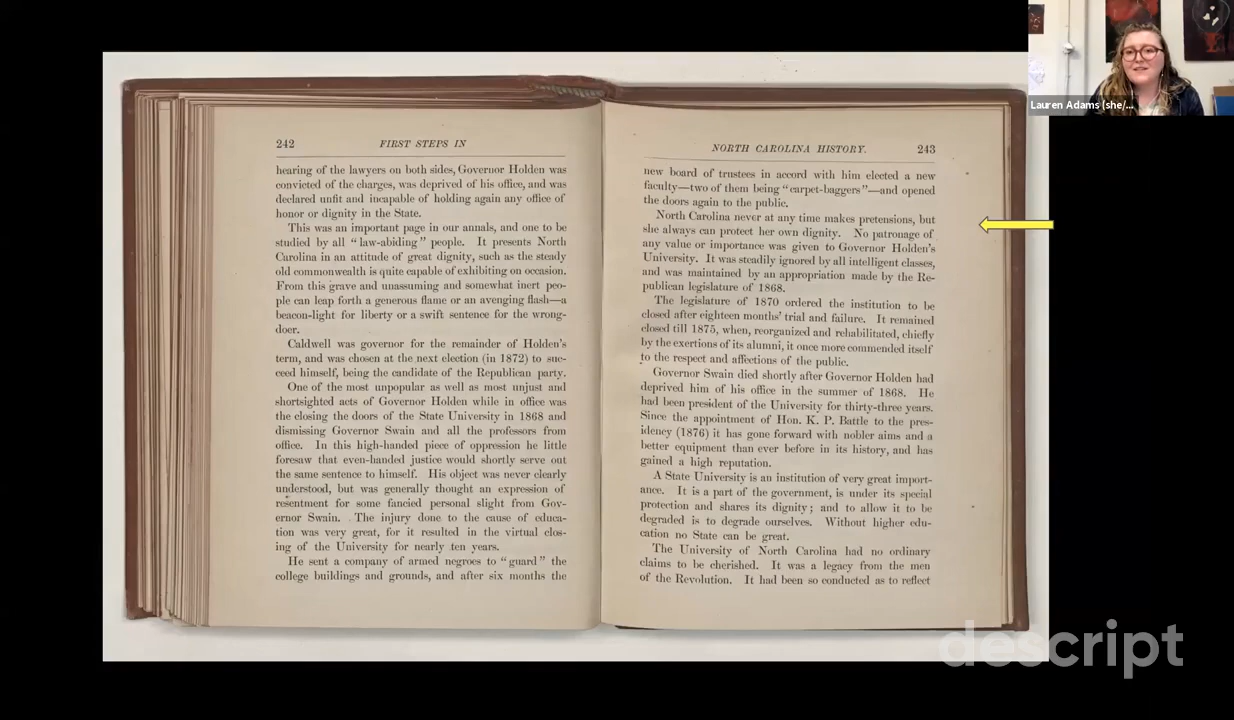 Lauren Adams (she/...
242 FIRST STEPS IN
hearing of the lawyers on both sides, Governor Holden was
convicted of the charges, was deprived of his office, and was
declared unfit and incapable of holding again any office of
honor or dignity in the State.
This was an important page in our annals, and one to be
studied by all “law-abiding” people. It presents North
Carolina in an attitude of great dignity, such as the steady
old commonwealth is quite capable of exhibiting on occasion.
From this grave and unassuming and somewhat inert peo-
ple can leap forth a generous flame or an avenging flash—a
beacon-light for liberty or a swift sentence for the wrong-
doer.
Caldwell was governor for the remainder of Holden's
term, and was chosen at the next election (in 1872) to suc-
ceed himself, being the candidate of the Republican party.
One of the most unpopular as well as most unjust and
shortsighted acts of Governor Holden while in office was
the closing the doors of the State University in 1868 and
dismissing Governor Swain and all the professors from
office. In this high-handed piece of oppression he little
foresaw that even-handed justice would shortly serve out
the same sentence to himself. His object was never clearly
understood, but was generally thought an expression of
resentment for some fancied personal slight from Gov-
ernor Swain. The injury done to the cause of educa-
tion was very great, for it resulted in the virtual clos-
ing of the University for nearly ten years.
He sent a company of armed negroes to “guard” the
college buildings and grounds, and after six months the
NORTH CAROLINA HISTORY. 243
new board of trustees in accord with him elected a new
faculty—two of them being “carpet-baggers”—and opened
the doors again to the public.
North Carolina never at any time makes pretensions, but
she always can protect her own dignity. No patronage of
any value or importance was given to Governor Holden's
University. It was steadily ignored by all intelligent classes,
and was maintained by an appropriation made by the Re-
publican legislature of 1868.
The legislature of 1870 ordered the institution to be
closed after eighteen months' trial and failure. It remained
closed till 1875, when, reorganized and rehabilitated, chiefly
by the exertions of its alumni, it once more commended itself
to the respect and affections of the public.
Governor Swain died shortly after Governor Holden had
deprived him of his office in the summer of 1868. He
had been president of the University for thirty-three years.
Since the appointment of Hon. K. P. Battle to the pres-
idency (1876) it has gone forward with nobler aims and a
better equipment than ever before in its history, and has
gained a high reputation.
A State University is an institution of very great import-
ance. It is a part of the government, is under its special
protection and shares its dignity; and to allow it to be
degraded is to degrade ourselves. Without higher edu-
cation no State can be great.
The University of North Carolina had no ordinary
claims to be cherished. It was a legacy from the men
of the Revolution. It had been so conducted as to reflect
descript